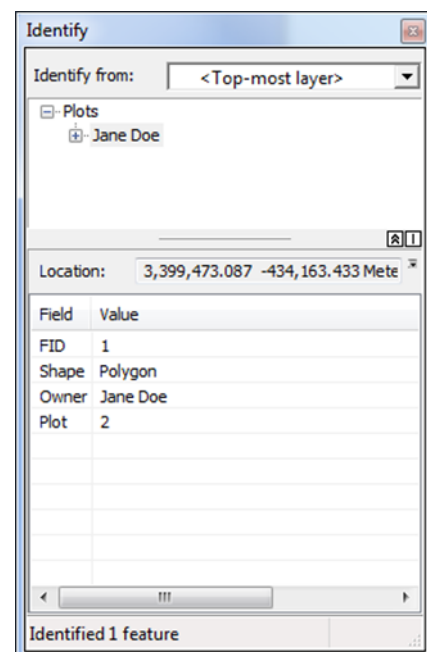 Identify
Identify from: <Top-most layer>
Plots
Jane Doe
Location: 3,399,473.087 -434,163.433 Mete
Field Value
FID 1
Shape Polygon
Owner Jane Doe
Plot 2
Identified 1 feature